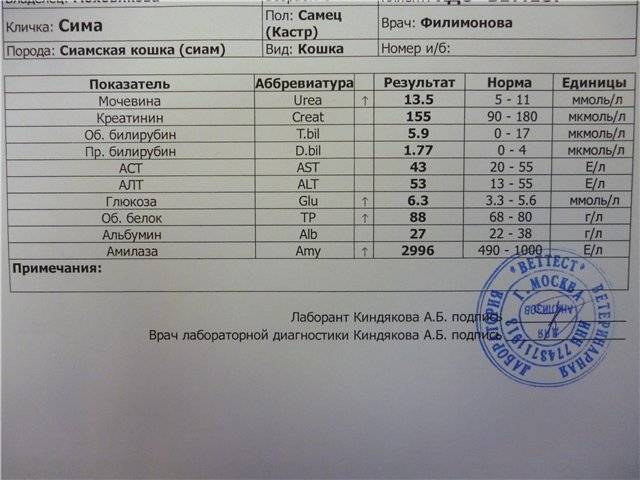 Кличка: Сима
Пол: Самец (Кастр)
Врач: Филимонова
Порода: Сиамская кошка (сиам)
Вид: Кошка
Номер и/б:
Показатель Аббревиатура Результат Норма Единицы
Мочевина Urea ↑ 13.5 5 - 11 ммоль/л
Креатинин Creat 155 90 - 180 мкмоль/л
Об. билирубин T.bil 5.9 0 - 17 мкмоль/л
Пр. билирубин D.bil 1.77 0 - 4 мкмоль/л
АСТ AST 43 20 - 55 Е/л
АЛТ ALT 53 13 - 55 Е/л
Глюкоза Glu ↑ 6.3 3.3 - 5.6 ммоль/л
Об. белок TP ↑ 88 68 - 80 г/л
Альбумин Alb 27 22 - 38 г/л
Амилаза Amy ↑ 2996 490 - 1000 Е/л
Примечания:
Лаборант Киндякова А.Б. подпись
Врач лабораторной диагностики Киндякова А.Б. подпись
ВЕТЕРИНАРНАЯ ЛАБОРАТОРИЯ "ВЕТТЕСТ"
Г. МОСКВА
ДЛЯ АНАЛИЗОВ